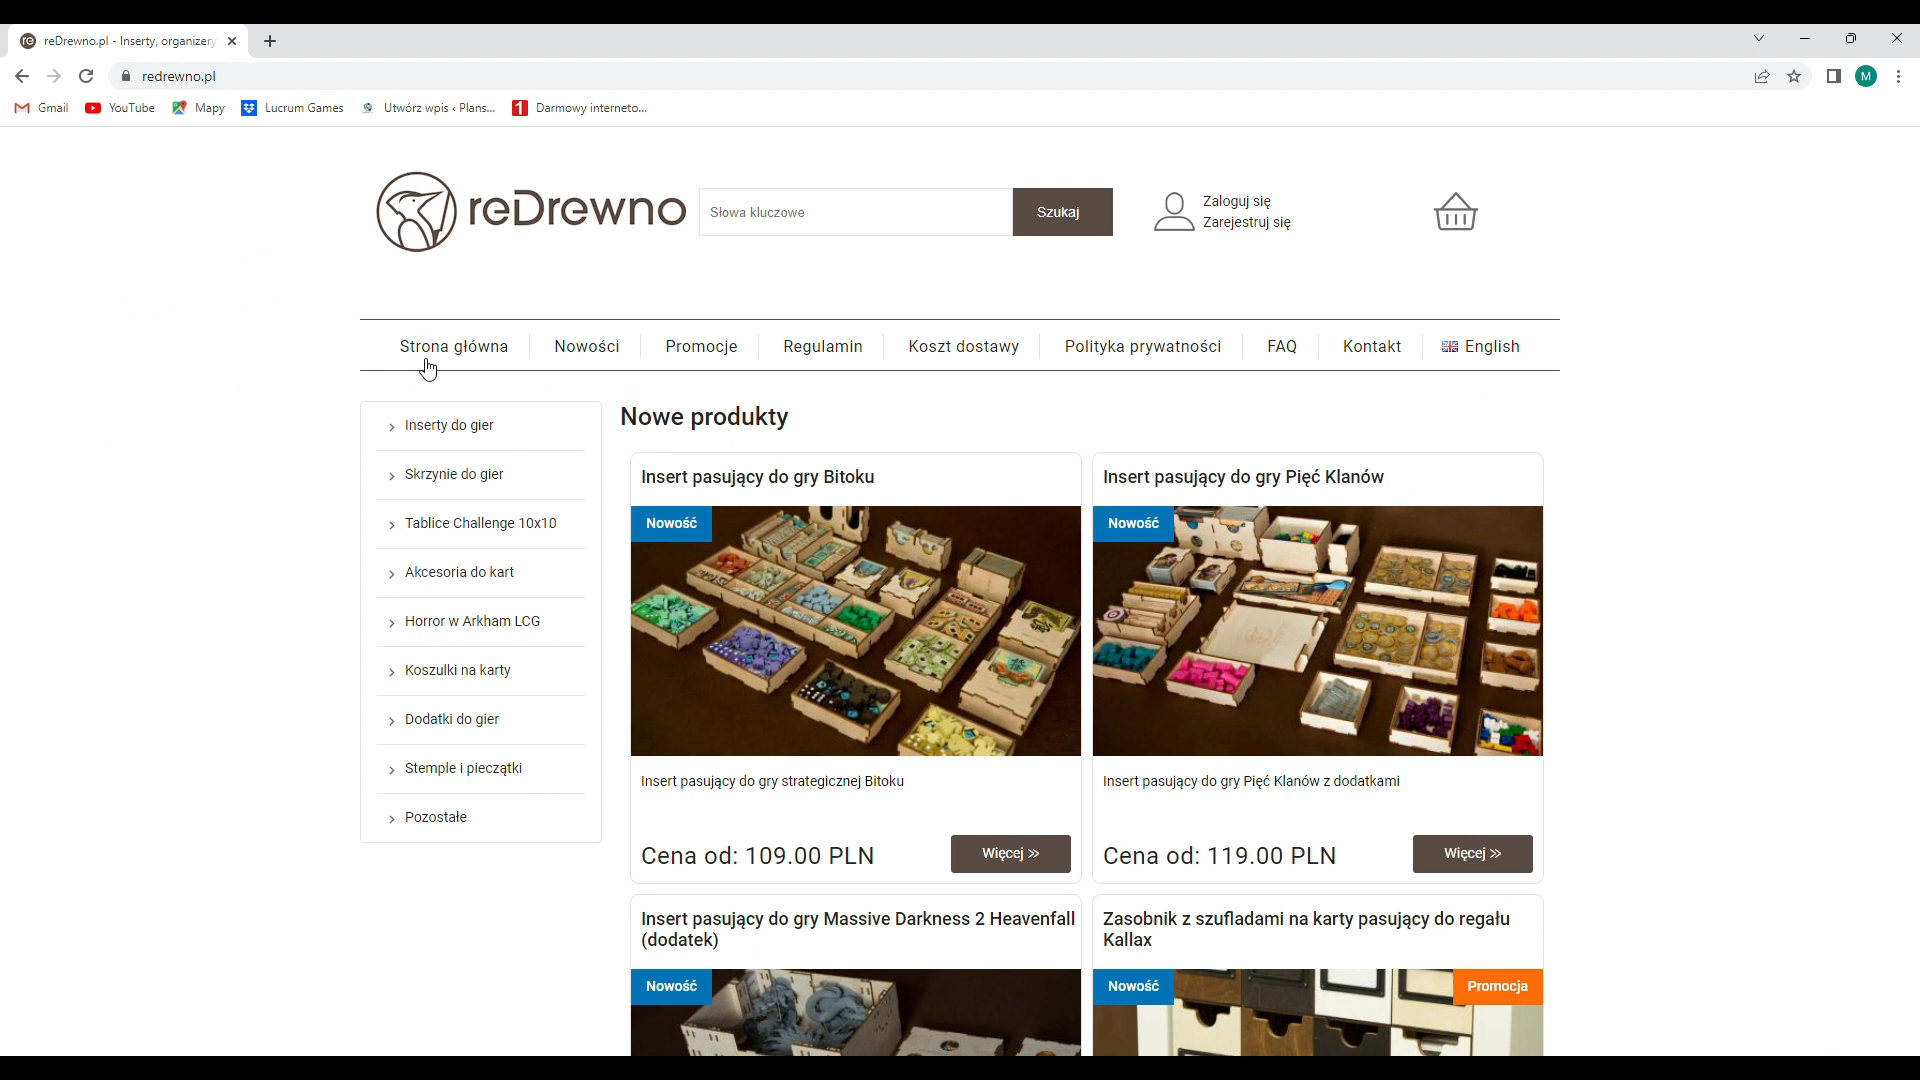 reDrewno.pl - Inserty, organizery
redrewno.pl
M
Gmail
YouTube
Mapy
Lucrum Games
Utwórz wpis ‹ Plans...
Darmowy interneto...
reDrewno
Słowa kluczowe
Szukaj
Zaloguj się
Zarejestruj się
Strona główna
Nowości
Promocje
Regulamin
Koszt dostawy
Polityka prywatności
FAQ
Kontakt
English
Inserty do gier
Skrzynie do gier
Tablice Challenge 10x10
Akcesoria do kart
Horror w Arkham LCG
Koszulki na karty
Dodatki do gier
Stemple i pieczątki
Pozostałe
Nowe produkty
Insert pasujący do gry Bitoku
Nowość
Insert pasujący do gry strategicznej Bitoku
Cena od: 109.00 PLN
Więcej »
Insert pasujący do gry Pięć Klanów
Nowość
Insert pasujący do gry Pięć Klanów z dodatkami
Cena od: 119.00 PLN
Więcej »
Insert pasujący do gry Massive Darkness 2 Heavenfall
(dodatek)
Nowość
Zasobnik z szufladami na karty pasujący do regału
Kallax
Nowość
Promocja